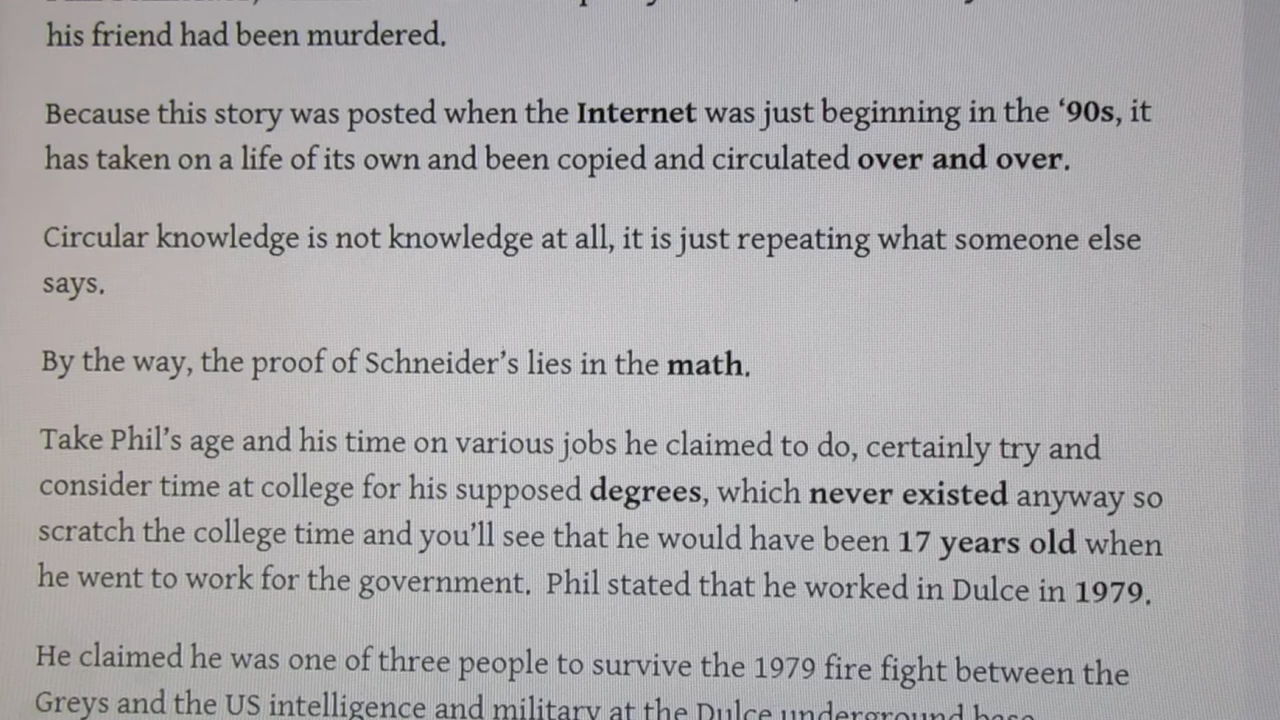 his friend had been murdered.
Because this story was posted when the Internet was just beginning in the ‘90s, it
has taken on a life of its own and been copied and circulated over and over.
Circular knowledge is not knowledge at all, it is just repeating what someone else
says.
By the way, the proof of Schneider’s lies in the math.
Take Phil’s age and his time on various jobs he claimed to do, certainly try and
consider time at college for his supposed degrees, which never existed anyway so
scratch the college time and you’ll see that he would have been 17 years old when
he went to work for the government. Phil stated that he worked in Dulce in 1979.
He claimed he was one of three people to survive the 1979 fire fight between the
Greys and the US intelligence and military at the Dulce underground base.